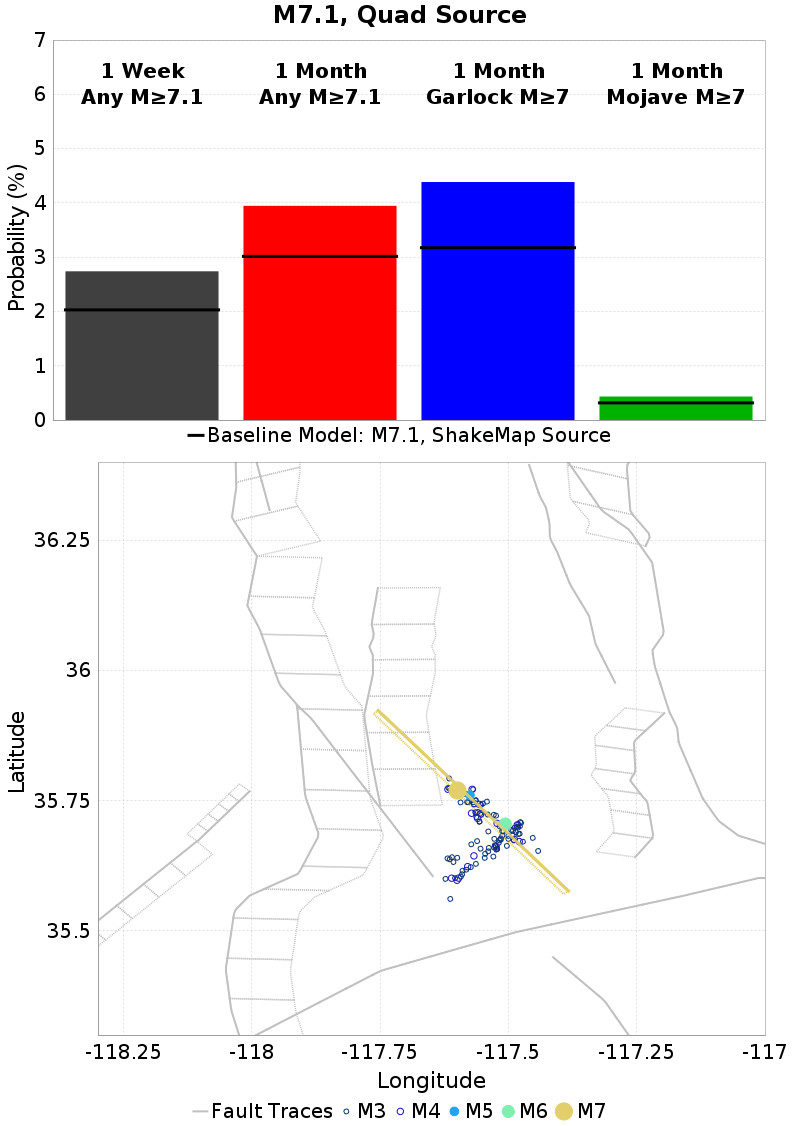 M7.1, Quad Source
7
1 Week
Any M≥7.1
1 Month
Any M≥7.1
1 Month
Garlock M≥7
1 Month
Mojave M≥7
6
5
4
3
2
1
0
Probability (%)
Baseline Model: M7.1, ShakeMap Source
36.25
36
35.75
35.5
Latitude
-118.25
-118
-117.75
-117.5
-117.25
-117
Longitude
Fault Traces
M3
M4
M5
M6
M7